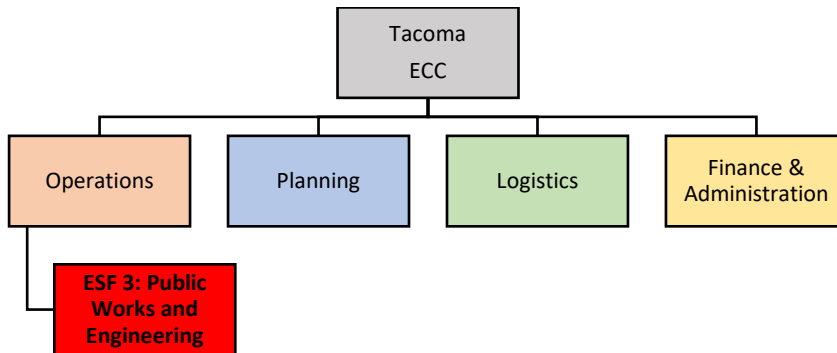 Tacoma
ECC
Operations
Planning
Logistics
Finance &
Administration
ESF 3: Public
Works and
Engineering